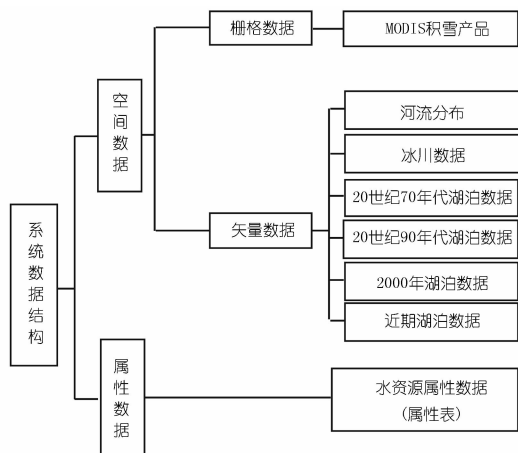 系统数据结构
空间数据
栅格数据
MODIS积雪产品
矢量数据
河流分布
冰川数据
20世纪70年代湖泊数据
20世纪90年代湖泊数据
2000年湖泊数据
近期湖泊数据
属性数据
水资源属性数据
(属性表)